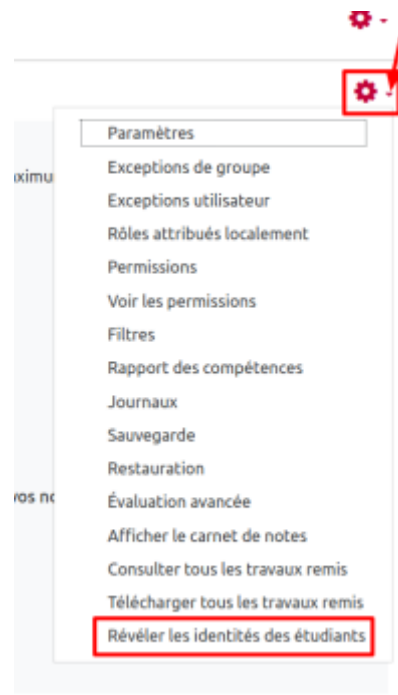 Paramètres
Exceptions de groupe
Exceptions utilisateur
Rôles attribués localement
Permissions
Voir les permissions
Filtres
Rapport des compétences
Journaux
Sauvegarde
Restauration
Évaluation avancée
Afficher le carnet de notes
Consulter tous les travaux remis
Télécharger tous les travaux remis
Révéler les identités des étudiants